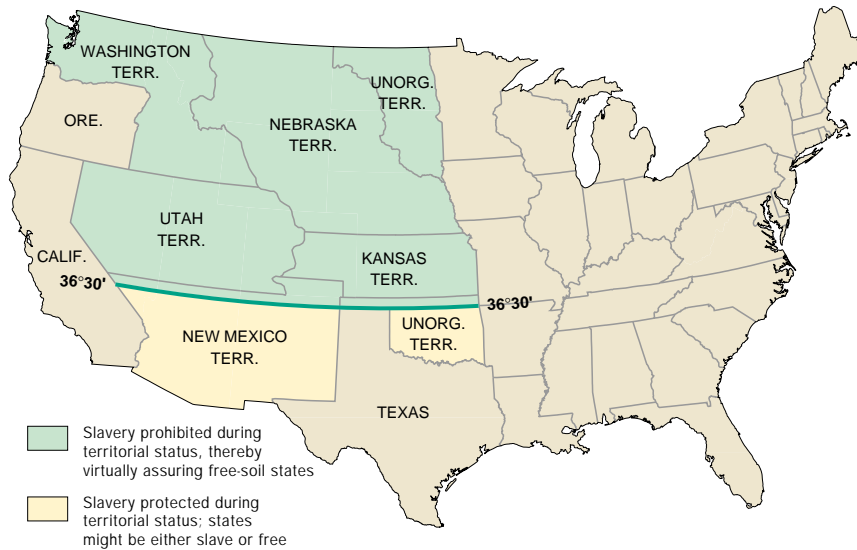 WASHINGTON
TERR.
UNORG.
TERR.
ORE.
NEBRASKA
TERR.
UTAH
TERR.
CALIF.
KANSAS
TERR.
36°30'
36°30'
NEW MEXICO
TERR.
UNORG.
TERR.
TEXAS
Slavery prohibited during
territorial status, thereby
virtually assuring free-soil states
Slavery protected during
territorial status; states
might be either slave or free